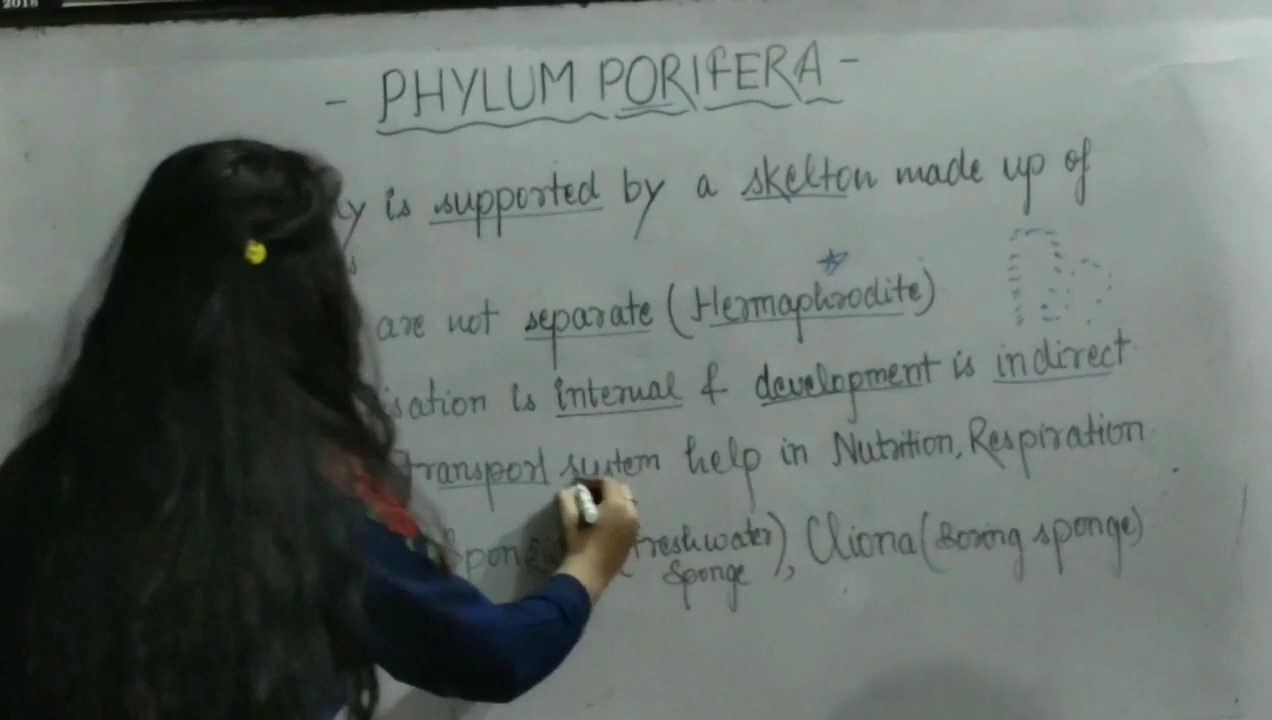 2018
- PHYLUM PORIFERA -
is supported by a skelton made up of
are not separate (Hermaphrodite)
isation is internal & development is indirect
transport system help in Nutrition, Respiration
(freshwater sponge), Cliona (Boring sponge)